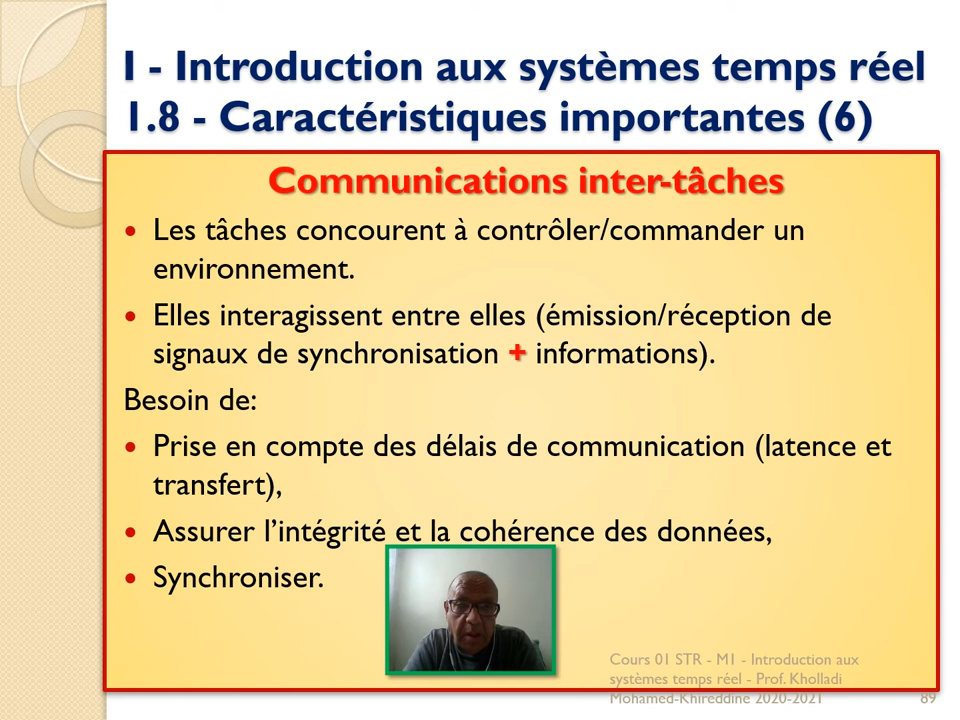 I - Introduction aux systèmes temps réel
1.8 - Caractéristiques importantes (6)
Communications inter-tâches
• Les tâches concourent à contrôler/commander un
environnement.
• Elles interagissent entre elles (émission/réception de
signaux de synchronisation + informations).
Besoin de:
• Prise en compte des délais de communication (latence et
transfert),
• Assurer l’intégrité et la cohérence des données,
• Synchroniser.
Cours 01 STR - M1 - Introduction aux
systèmes temps réel - Prof. Kholladi
Mohamed-Khireddine 2020-2021
89